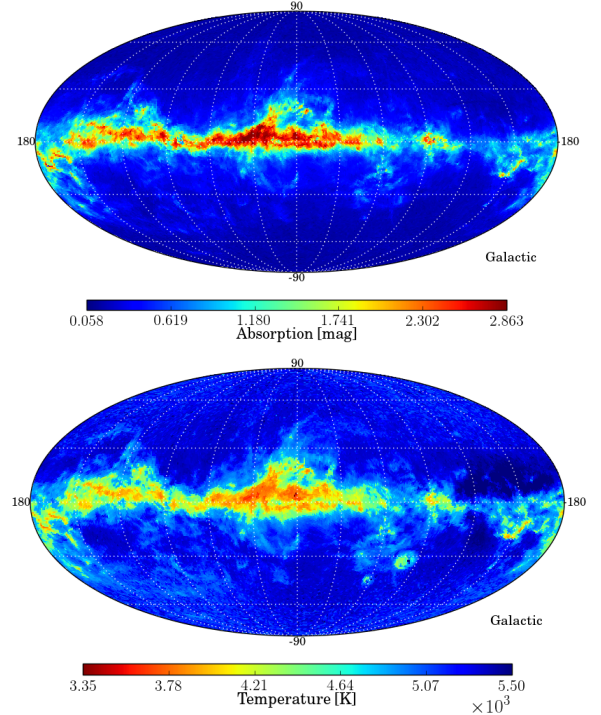 90
180
180
-90
Galactic
0.058 0.619 1.180 1.741 2.302 2.863
Absorption [mag]
90
180
180
-90
Galactic
3.35 3.78 4.21 4.64 5.07 5.50
Temperature [K]
×10³